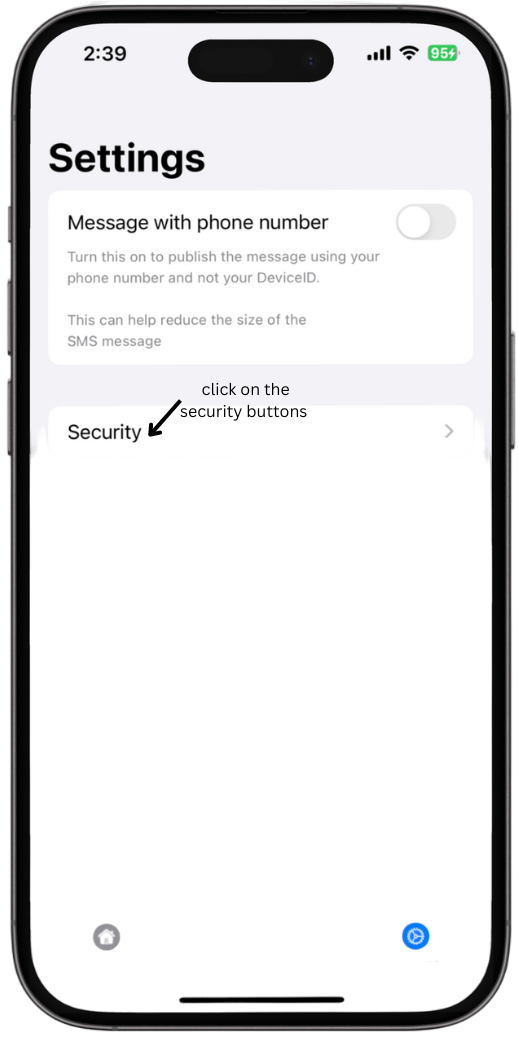 2:39
95
Settings
Message with phone number
Turn this on to publish the message using your
phone number and not your DeviceID.
This can help reduce the size of the
SMS message
click on the
security buttons
Security